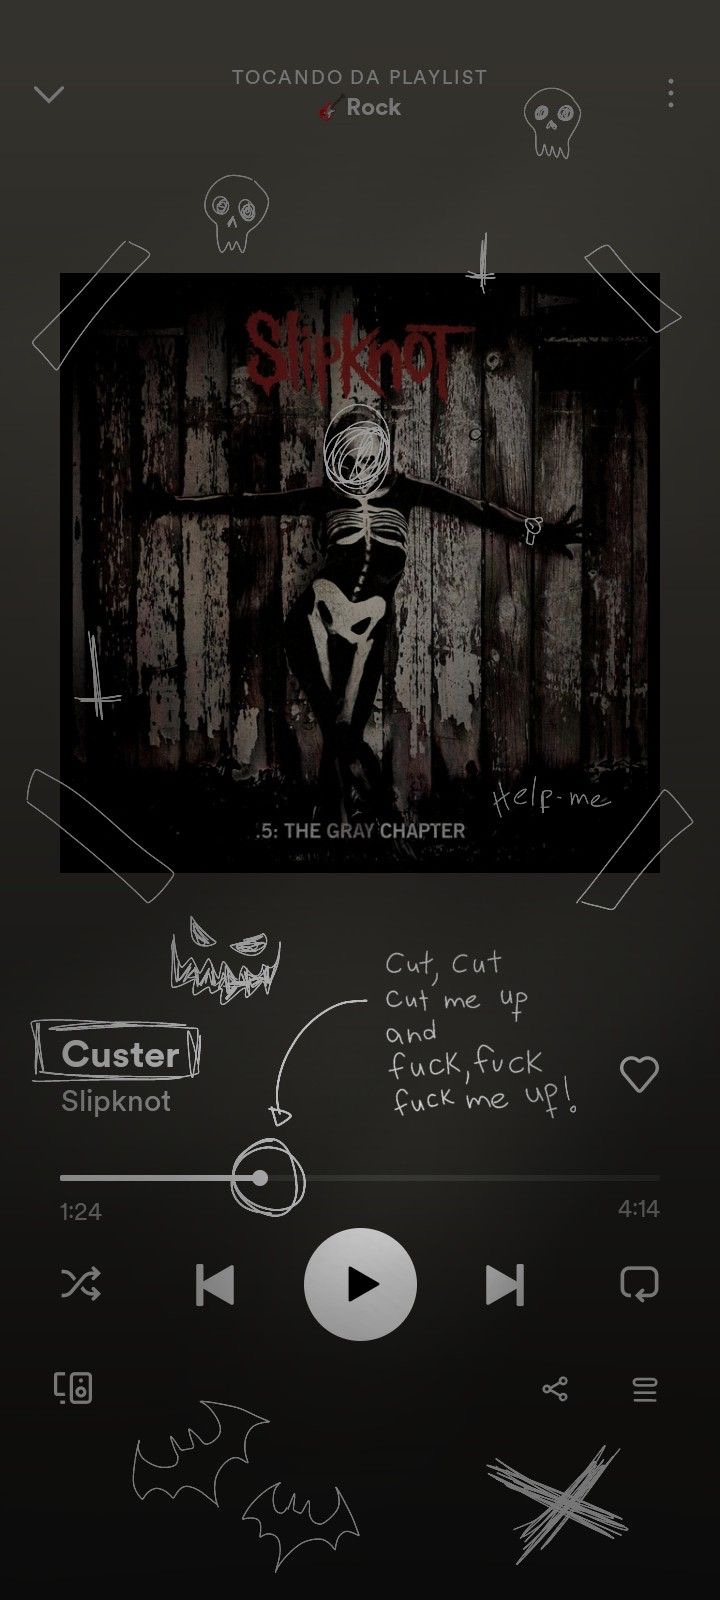 TOCANDO DA PLAYLIST
🎸 Rock
Slipknot
Help-me
.5: THE GRAY CHAPTER
Cut, Cut
Cut me up
and
fuck, fuck
fuck me up!
Custer
Slipknot
1:24
4:14